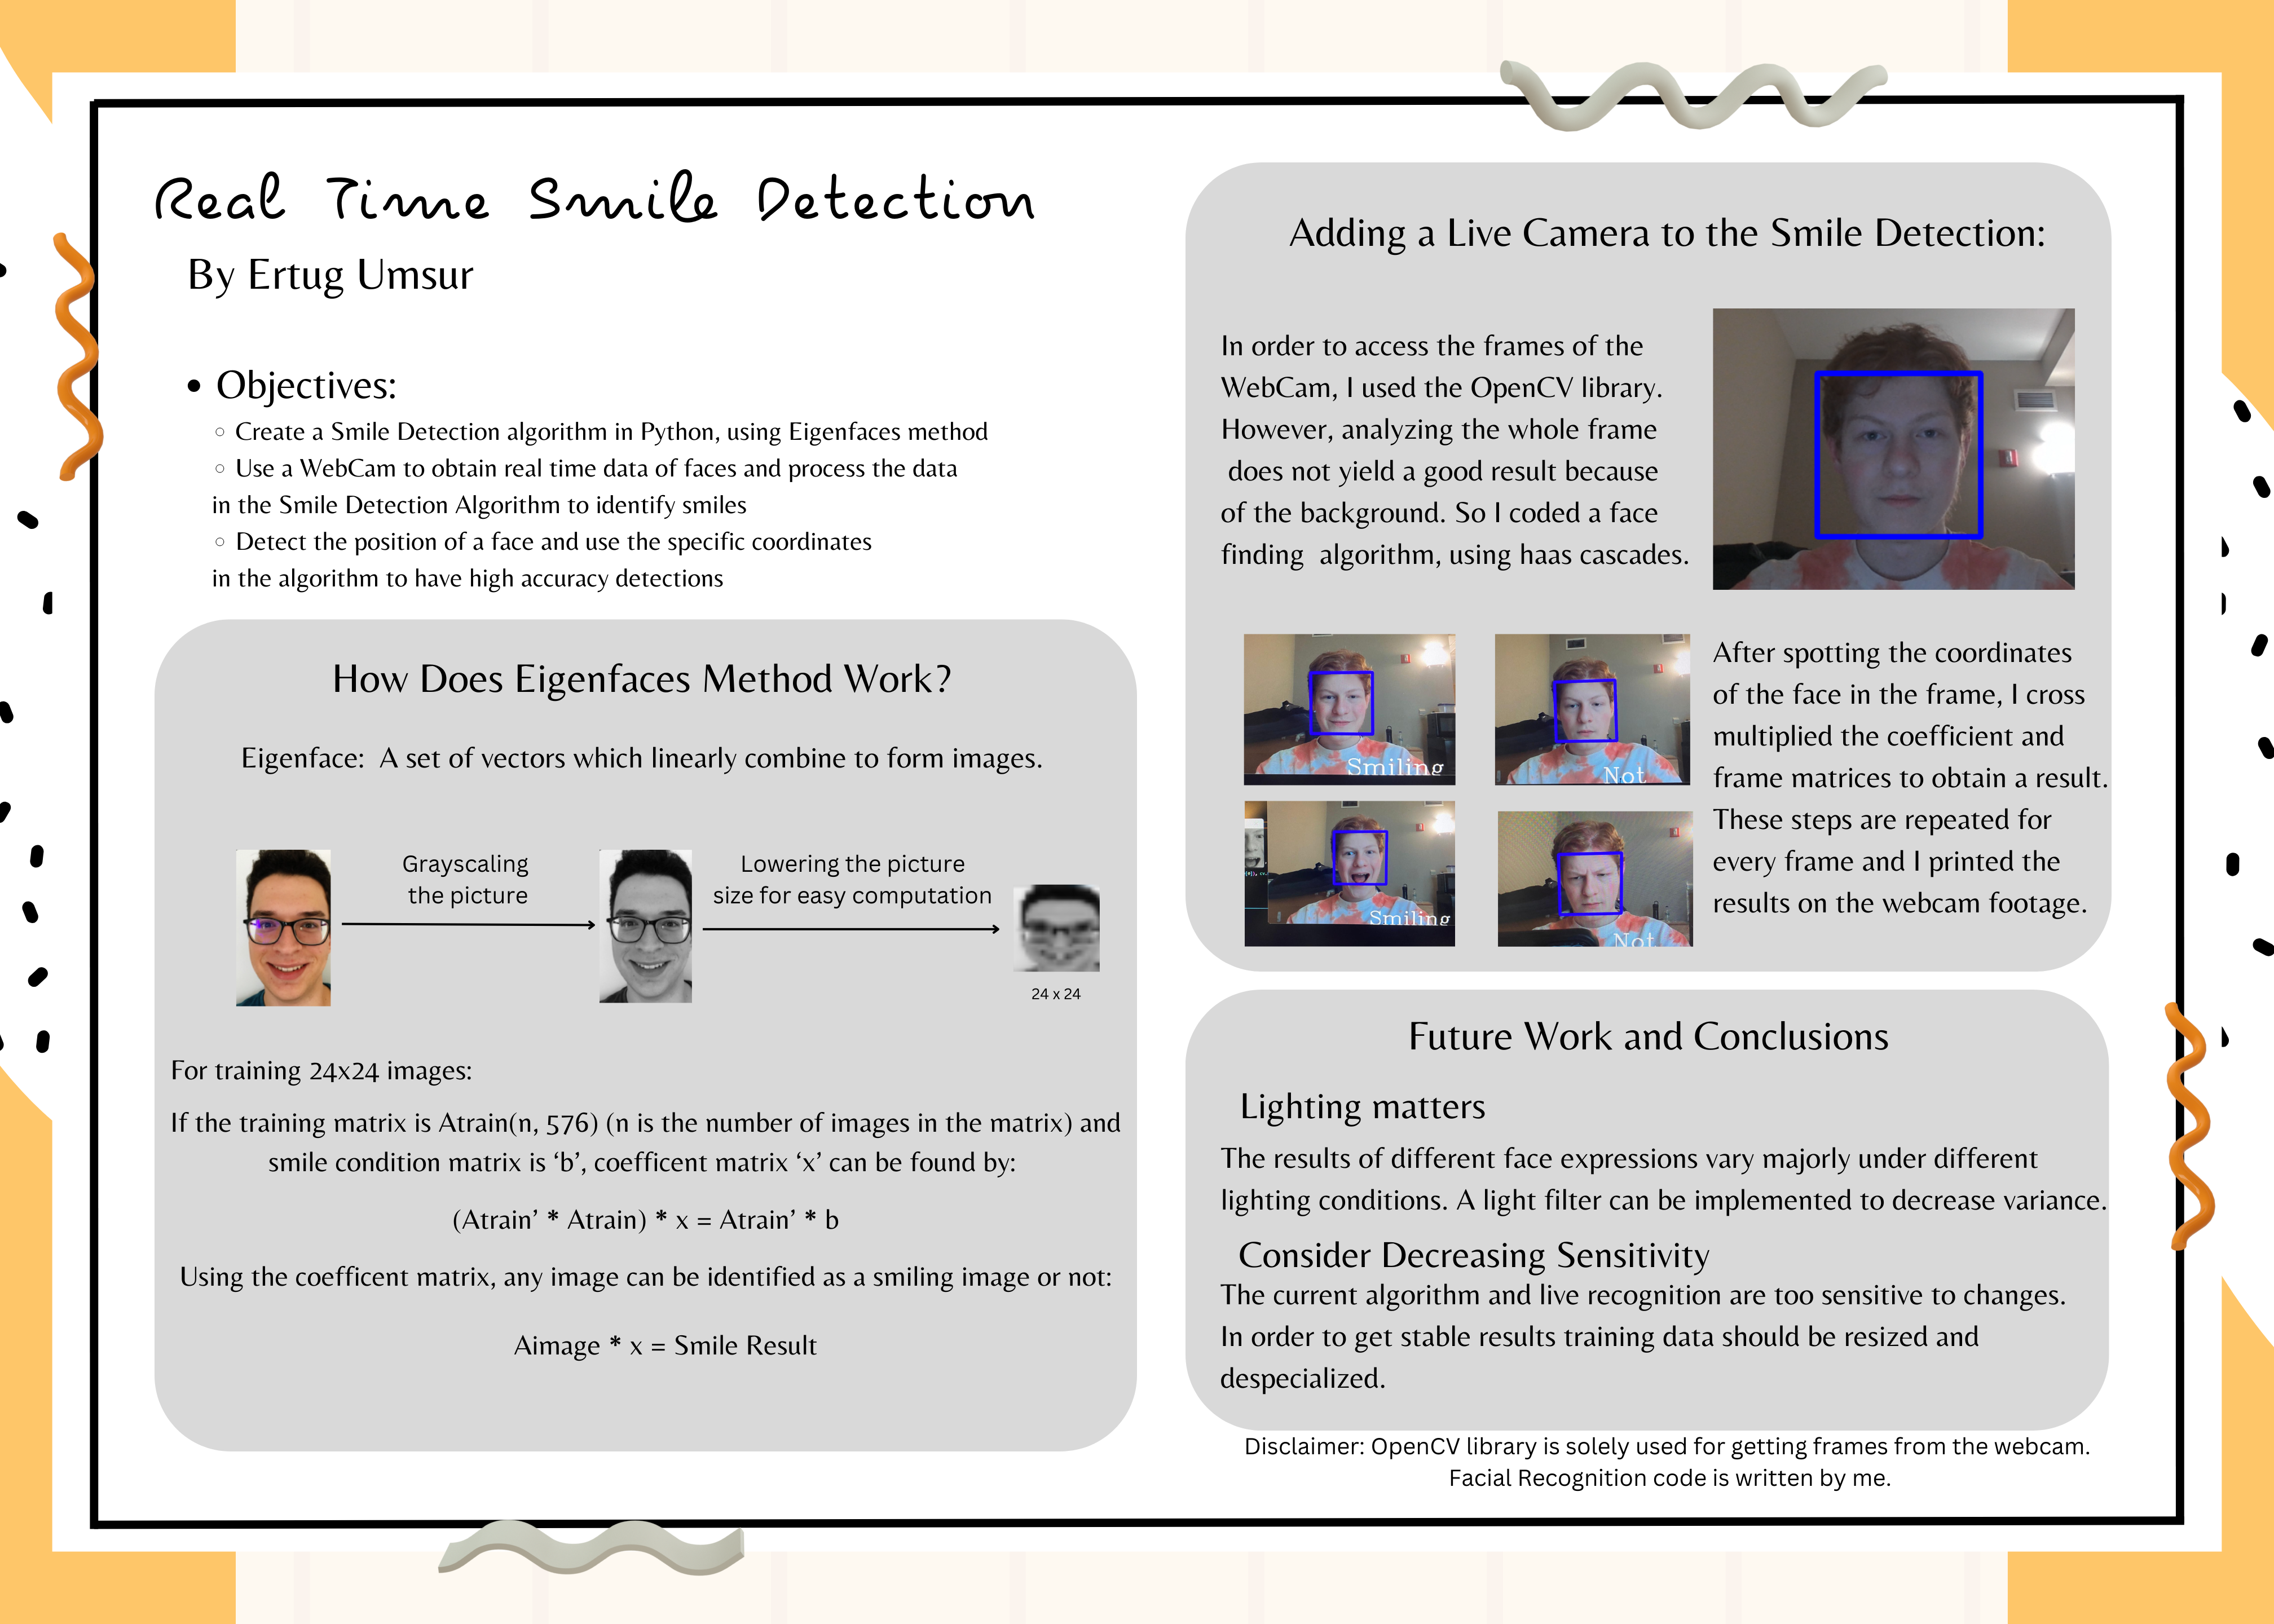 Real Time Smile Detection
By Ertug Umsur
• Objectives:
○ Create a Smile Detection algorithm in Python, using Eigenfaces method
○ Use a WebCam to obtain real time data of faces and process the data
in the Smile Detection Algorithm to identify smiles
○ Detect the position of a face and use the specific coordinates
in the algorithm to have high accuracy detections
How Does Eigenfaces Method Work?
Eigenface: A set of vectors which linearly combine to form images.
Grayscaling
the picture
Lowering the picture
size for easy computation
24 x 24
For training 24x24 images:
If the training matrix is Atrain(n, 576) (n is the number of images in the matrix) and
smile condition matrix is ‘b’, coefficent matrix ‘x’ can be found by:
(Atrain’ * Atrain) * x = Atrain’ * b
Using the coefficent matrix, any image can be identified as a smiling image or not:
Aimage * x = Smile Result
Adding a Live Camera to the Smile Detection:
In order to access the frames of the
WebCam, I used the OpenCV library.
However, analyzing the whole frame
does not yield a good result because
of the background. So I coded a face
finding algorithm, using haas cascades.
Smiling
Not
Smiling
Not
After spotting the coordinates
of the face in the frame, I cross
multiplied the coefficient and
frame matrices to obtain a result.
These steps are repeated for
every frame and I printed the
results on the webcam footage.
Future Work and Conclusions
Lighting matters
The results of different face expressions vary majorly under different
lighting conditions. A light filter can be implemented to decrease variance.
Consider Decreasing Sensitivity
The current algorithm and live recognition are too sensitive to changes.
In order to get stable results training data should be resized and
despecialized.
Disclaimer: OpenCV library is solely used for getting frames from the webcam.
Facial Recognition code is written by me.